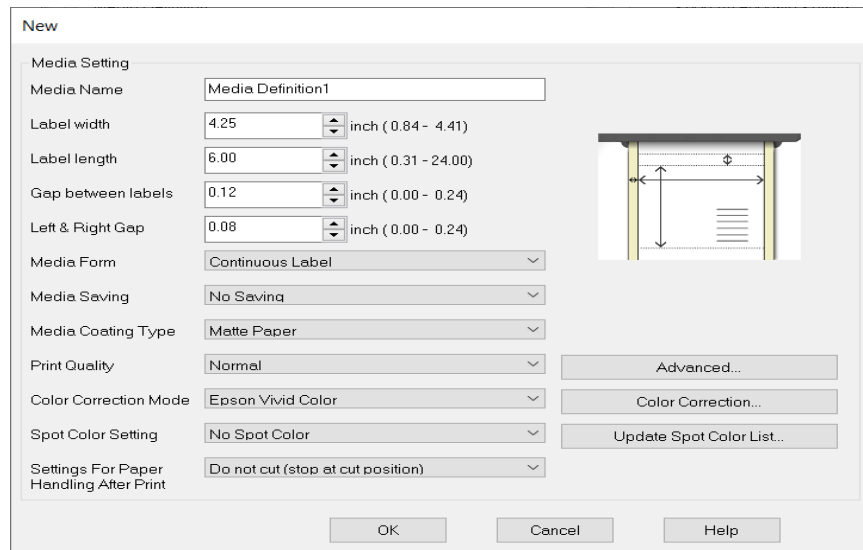 New
Media Setting
Media Name Media Definition1
Label width 4.25 inch ( 0.84 - 4.41)
Label length 6.00 inch ( 0.31 - 24.00)
Gap between labels 0.12 inch ( 0.00 - 0.24)
Left & Right Gap 0.08 inch ( 0.00 - 0.24)
Media Form Continuous Label
Media Saving No Saving
Media Coating Type Matte Paper
Print Quality Normal Advanced...
Color Correction Mode Epson Vivid Color Color Correction...
Spot Color Setting No Spot Color Update Spot Color List...
Settings For Paper Do not cut (stop at cut position)
Handling After Print
OK Cancel Help